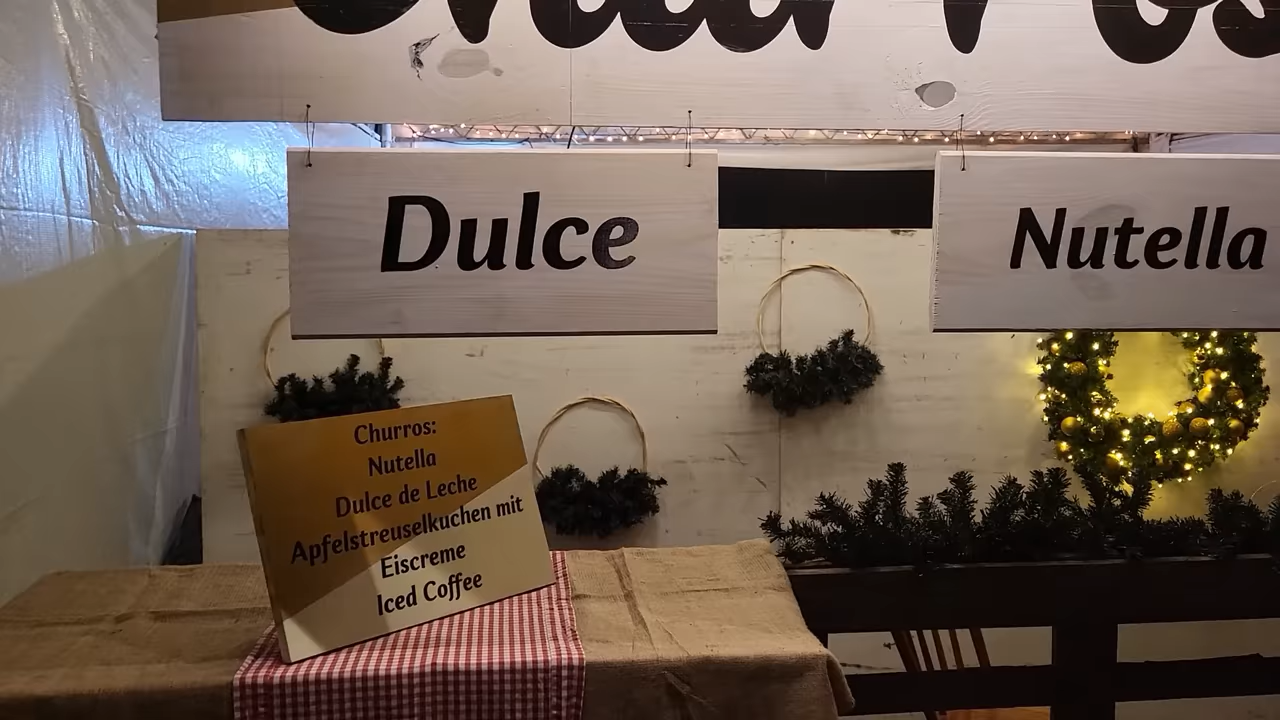 Dulce
Nutella
Churros:
Nutella
Dulce de Leche
Apfelstreuselkuchen mit
Eiscreme
Iced Coffee